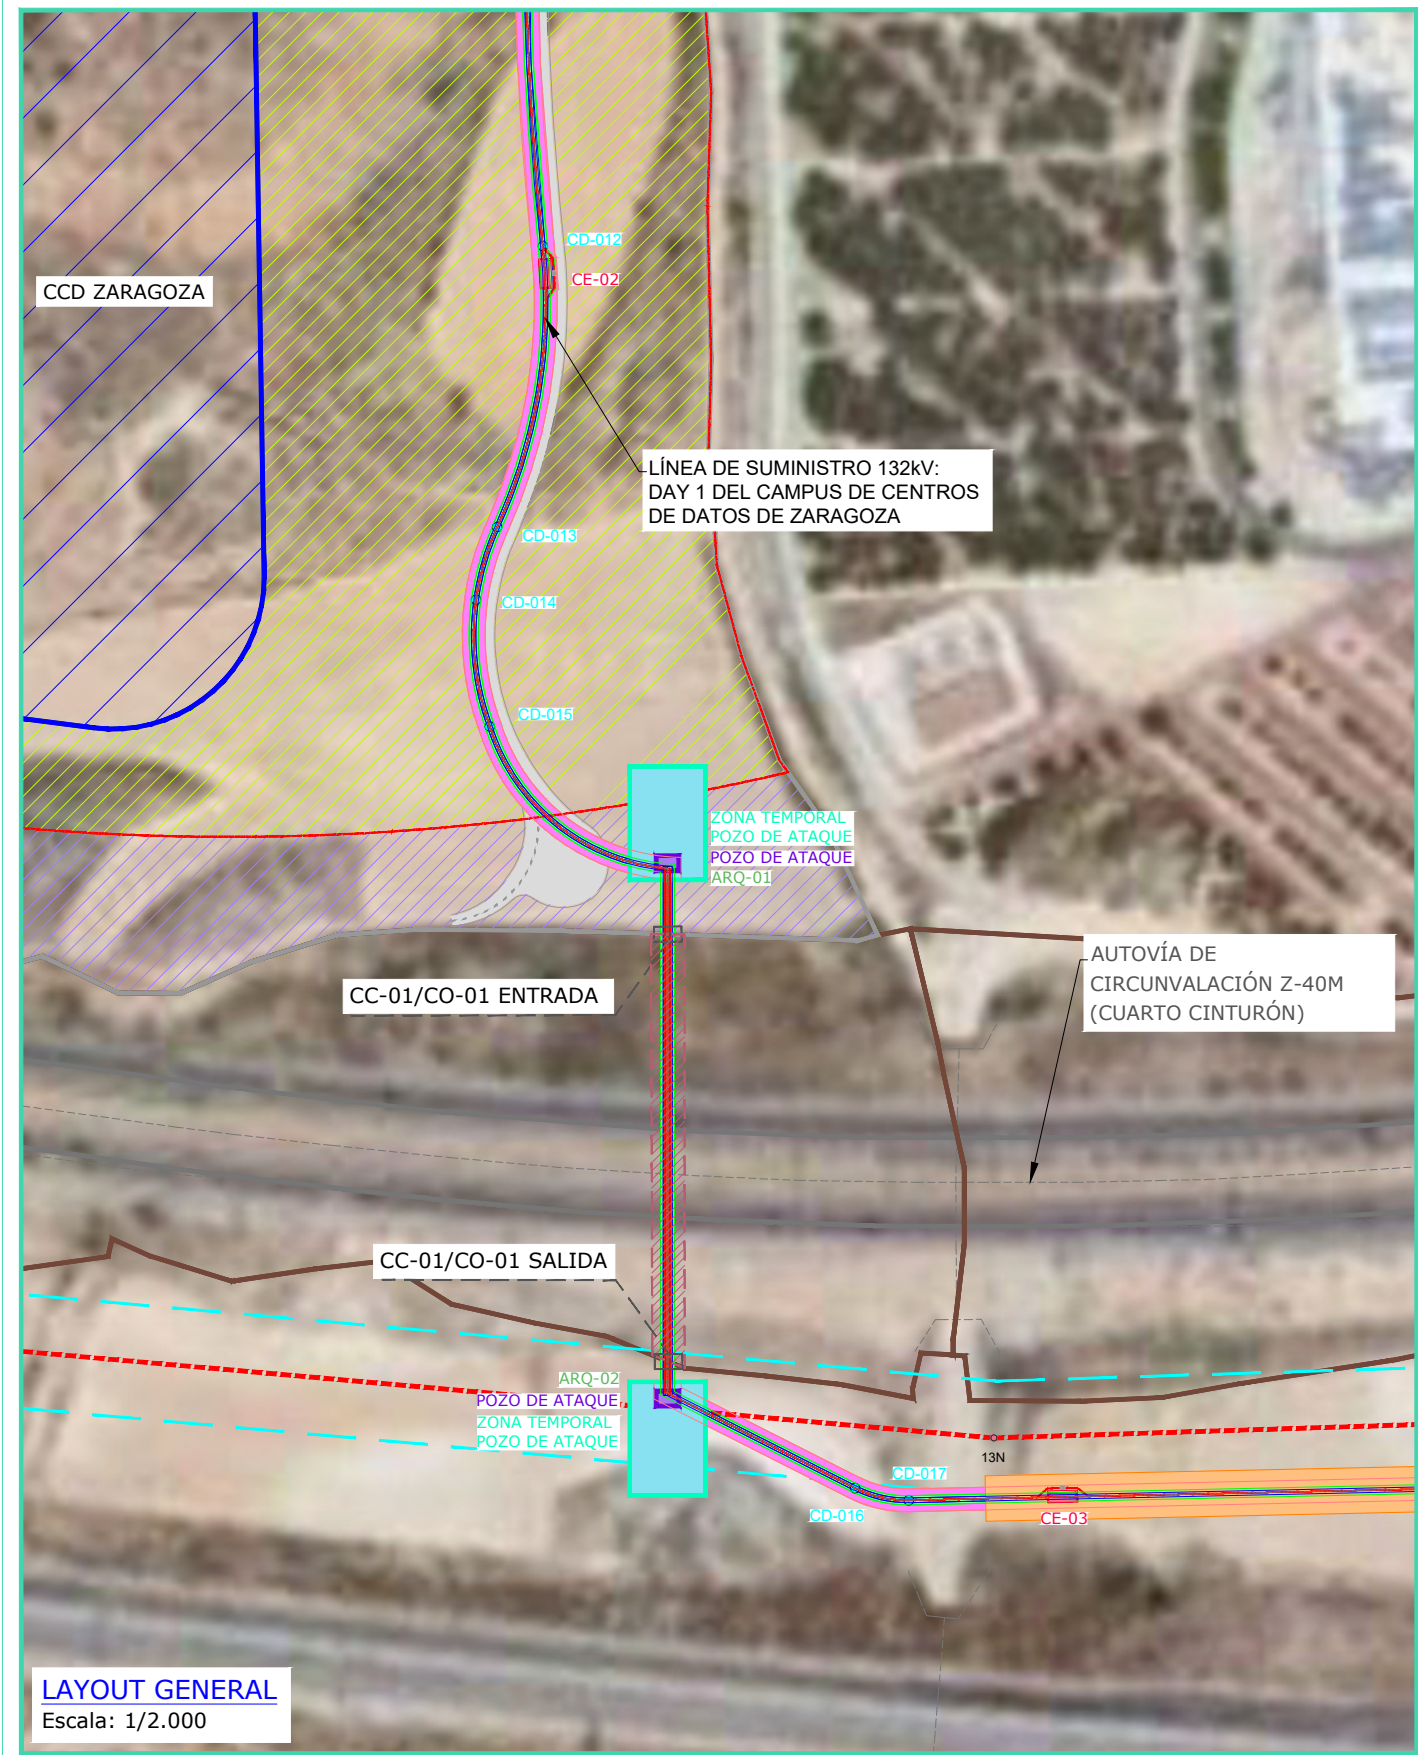 CD-012
CE-02
CCD ZARAGOZA
LÍNEA DE SUMINISTRO 132kV:
DAY 1 DEL CAMPUS DE CENTROS
DE DATOS DE ZARAGOZA
CD-013
CD-014
CD-015
ZONA TEMPORAL
POZO DE ATAQUE
POZO DE ATAQUE
ARQ-01
AUTOVÍA DE
CIRCUNVALACIÓN Z-40M
(CUARTO CINTURÓN)
CC-01/CO-01 ENTRADA
CC-01/CO-01 SALIDA
ARQ-02
POZO DE ATAQUE
ZONA TEMPORAL
POZO DE ATAQUE
13N
CD-017
CD-016
CE-03
LAYOUT GENERAL
Escala: 1/2.000